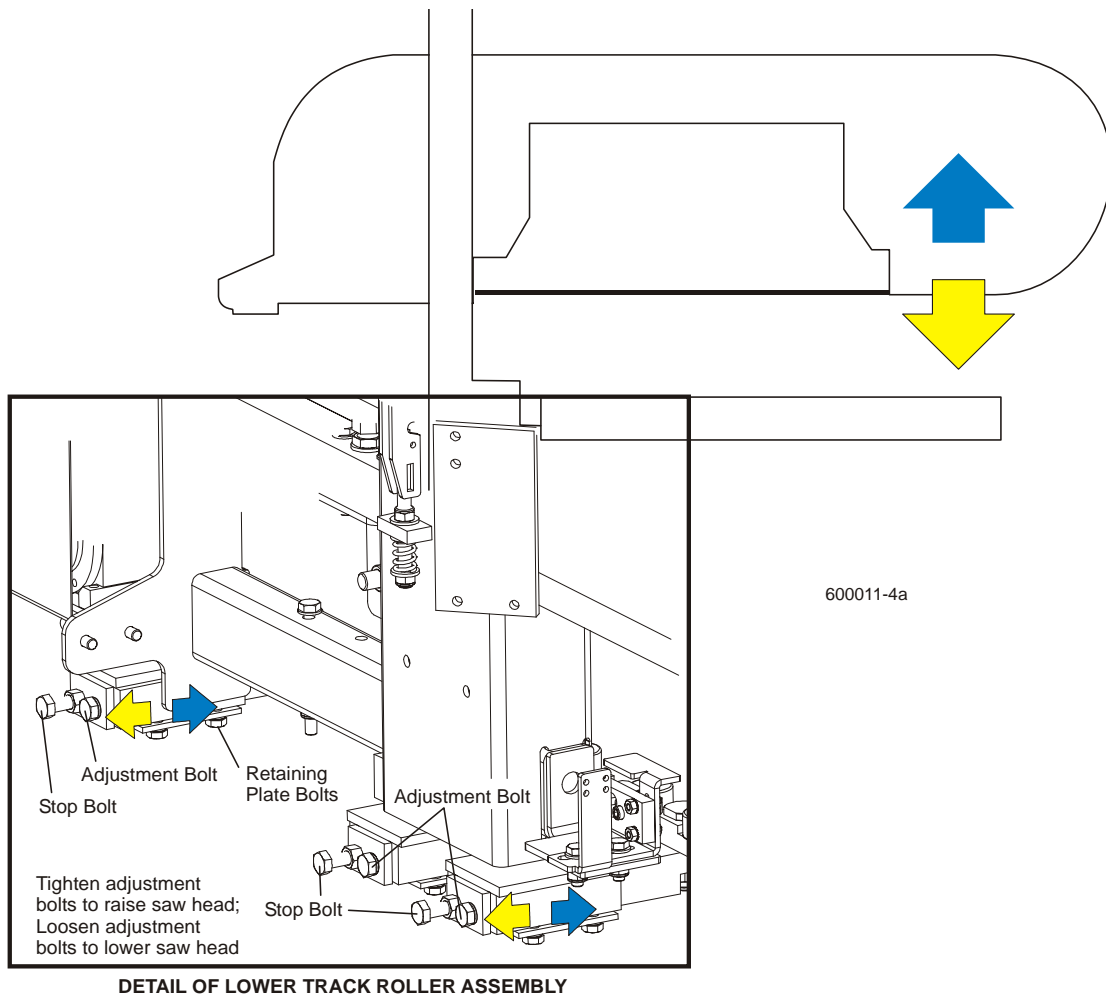 600011-4a
Adjustment Bolt
Stop Bolt
Retaining
Plate Bolts
Adjustment Bolt
Stop Bolt
Tighten adjustment
bolts to raise saw head;
Loosen adjustment
bolts to lower saw head
DETAIL OF LOWER TRACK ROLLER ASSEMBLY